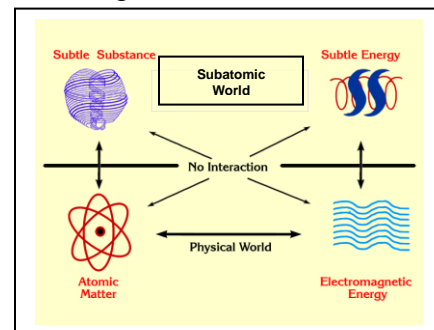 Subtle Substance
Subatomic
World
Subtle Energy
No Interaction
Physical World
Atomic
Matter
Electromagnetic
Energy